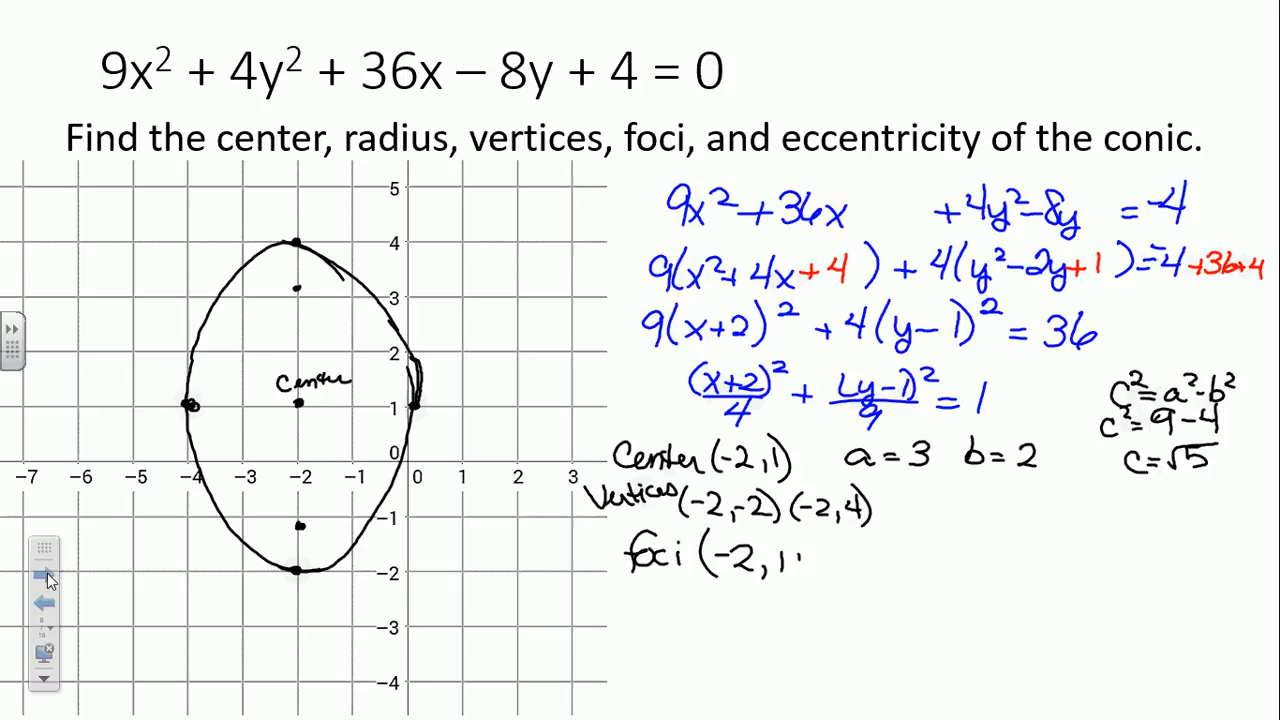 9x² + 4y² + 36x – 8y + 4 = 0
Find the center, radius, vertices, foci, and eccentricity of the conic.
9x² + 36x + 4y² - 8y = -4
9(x² + 4x + 4) + 4(y² - 2y + 1) = -4 + 36 + 4
9(x+2)² + 4(y-1)² = 36
(x+2)²/4 + (y-1)²/9 = 1
c² = a² - b²
c² = 9 - 4
c = √5
Center (-2, 1) a = 3 b = 2
Vertices (-2, -2) (-2, 4)
foci (-2, 1
center
5
4
3
2
1
0
-7 -6 -5 -4 -3 -2 -1 0 1 2 3
-1
-2
-3
-4